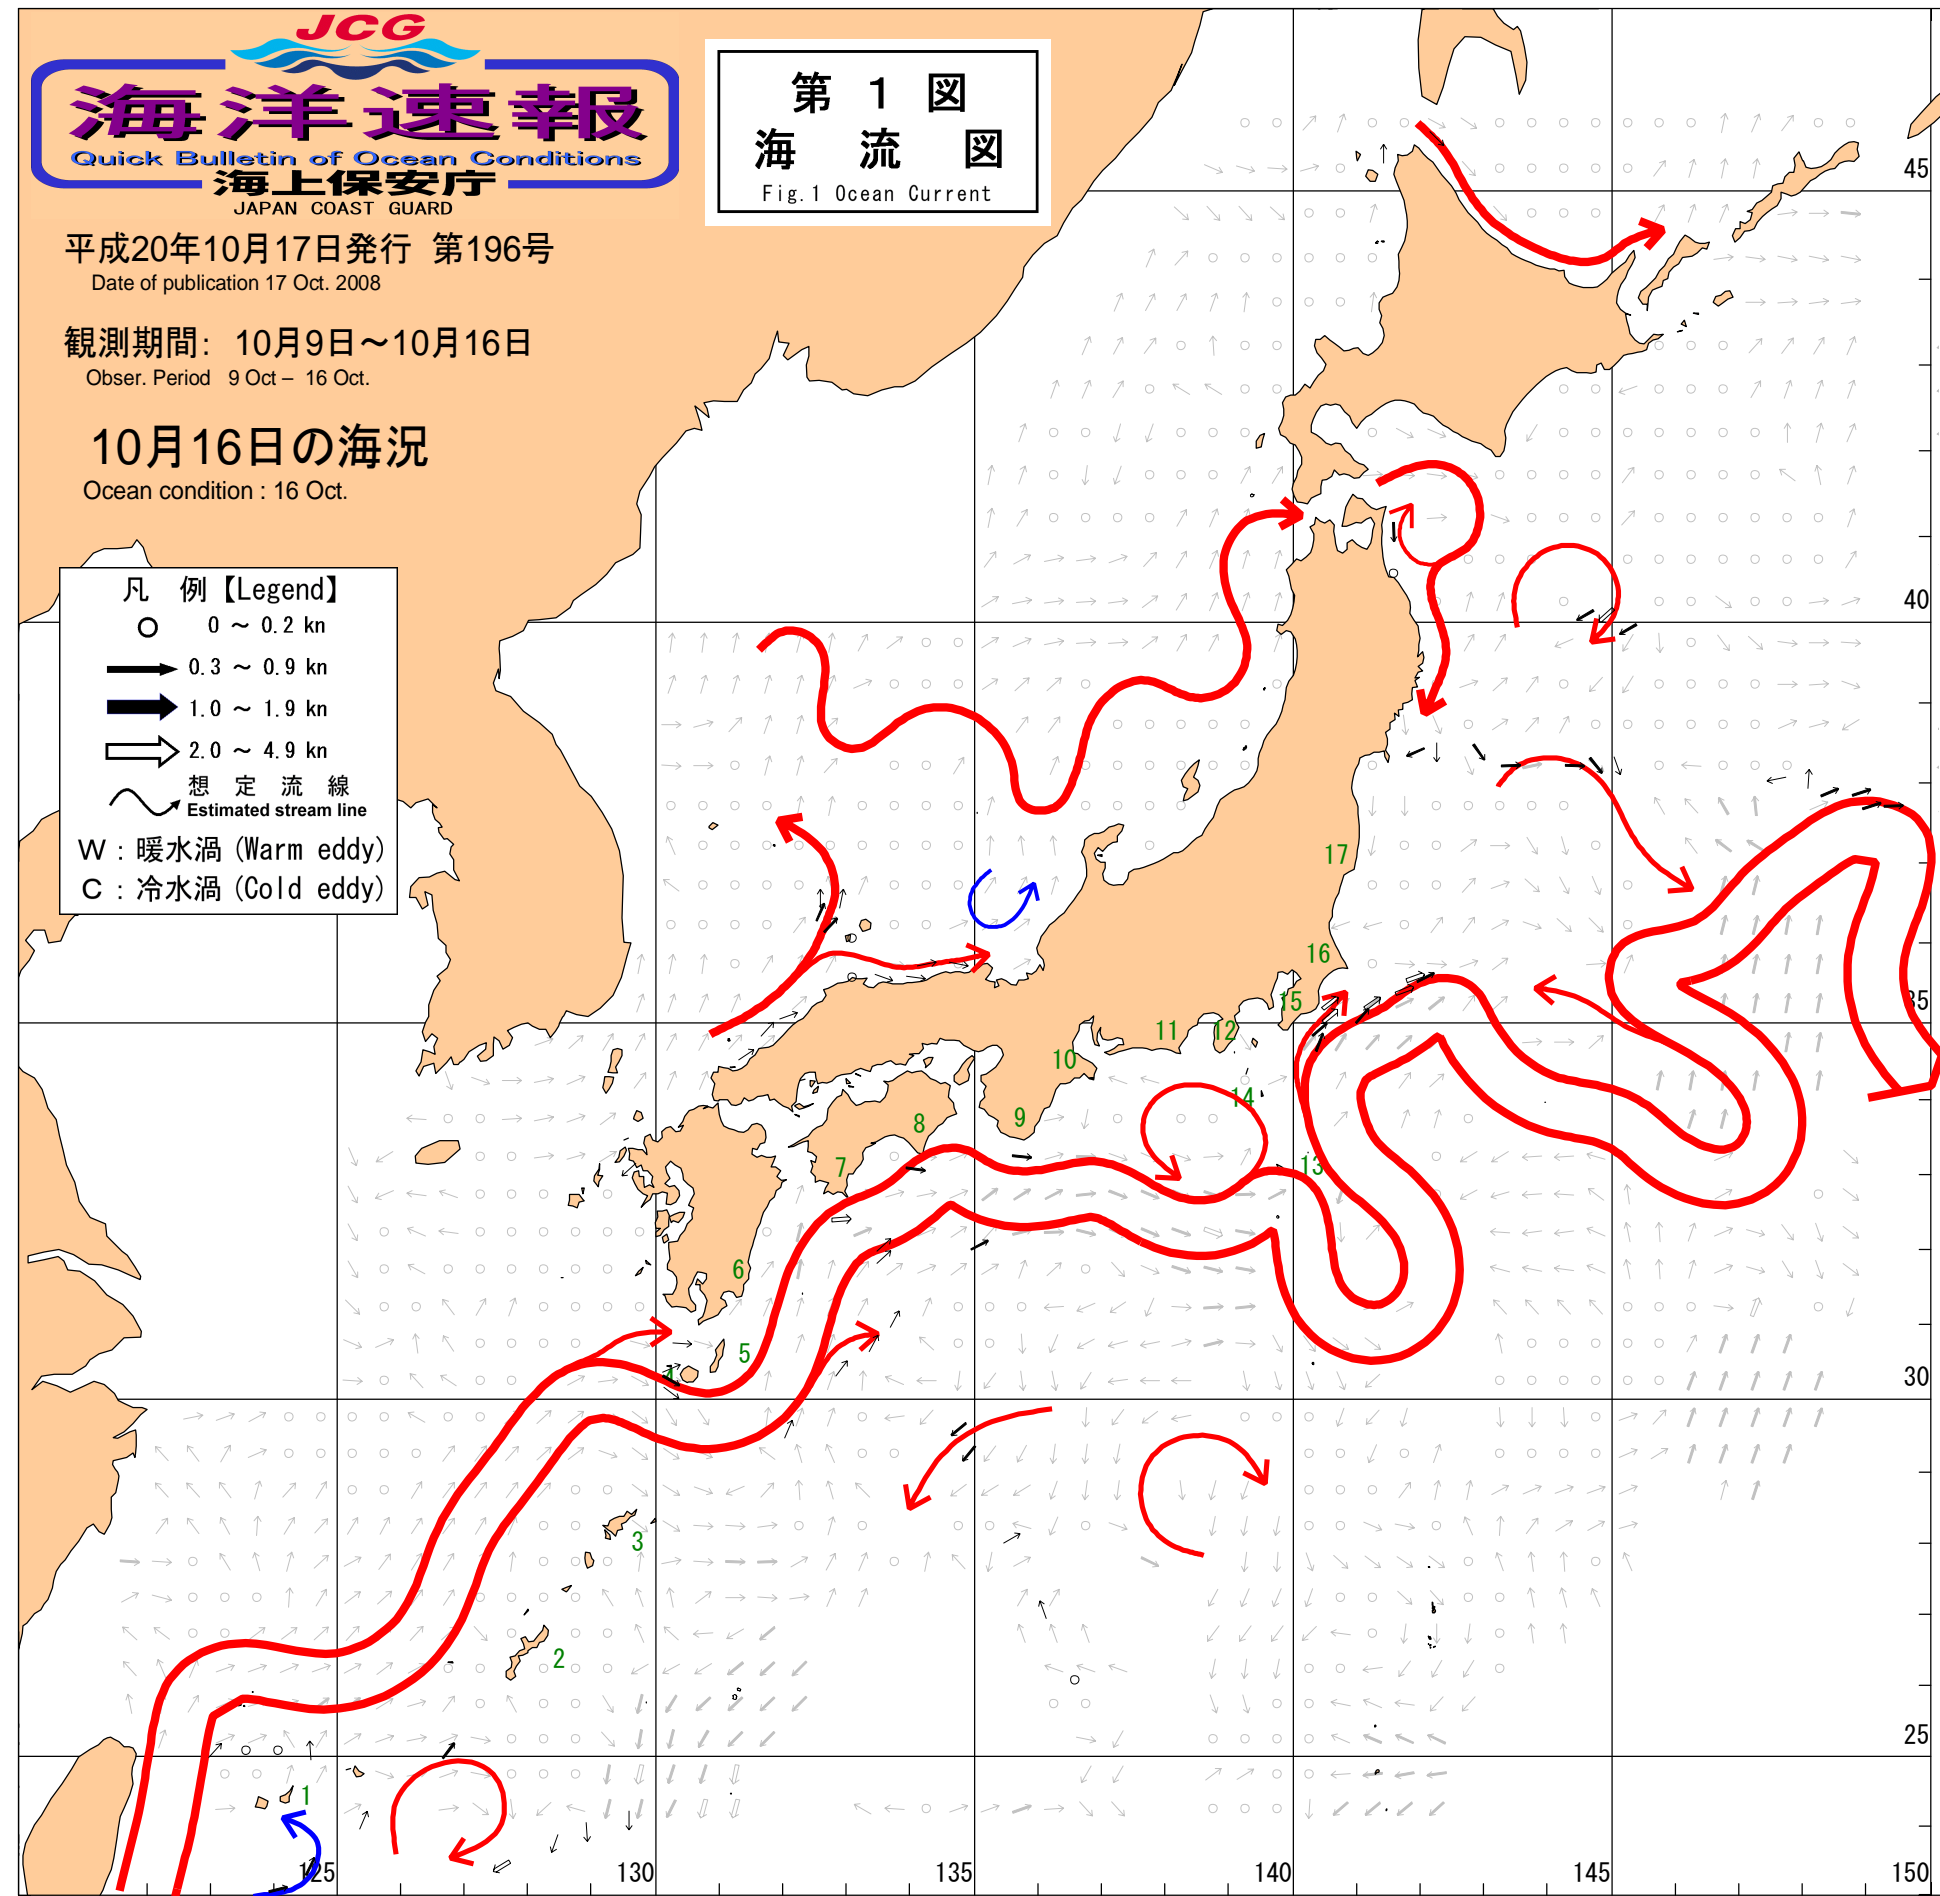 JCG
海洋速報
Quick Bulletin of Ocean Conditions
海上保安庁
JAPAN COAST GUARD
第 1 図
海 流 図
Fig.1 Ocean Current
平成20年10月17日発行 第196号
Date of publication 17 Oct. 2008
観測期間: 10月9日～10月16日
Obser. Period 9 Oct – 16 Oct.
10月16日の海況
Ocean condition : 16 Oct.
凡 例【Legend】
0 ～ 0.2 kn
0.3 ～ 0.9 kn
1.0 ～ 1.9 kn
2.0 ～ 4.9 kn
想 定 流 線
Estimated stream line
W : 暖水渦 (Warm eddy)
C : 冷水渦 (Cold eddy)
45
40
17
16
35
15
11
12
10
14
9
8
7
13
6
5
4
30
3
2
25
1
125
130
135
140
145
150